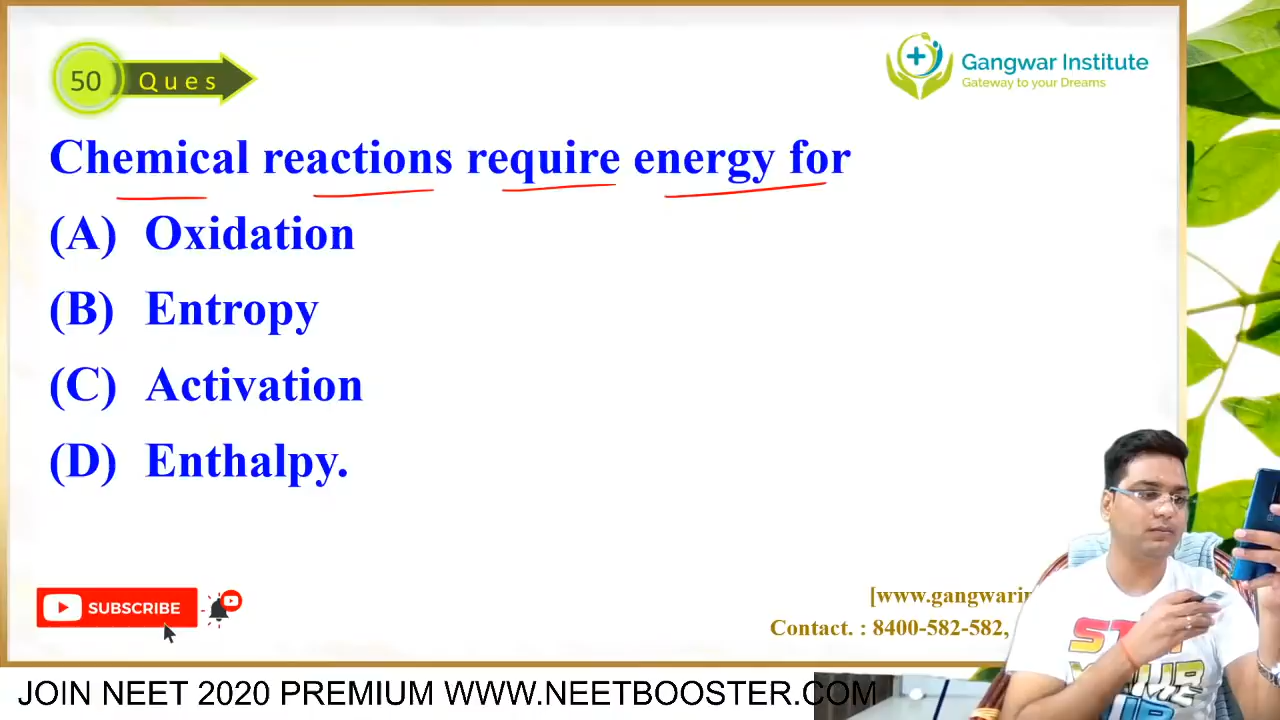 50 Ques
Gangwar Institute
Gateway to your Dreams
Chemical reactions require energy for
(A) Oxidation
(B) Entropy
(C) Activation
(D) Enthalpy.
SUBSCRIBE
Contact. : 8400-582-582,
JOIN NEET 2020 PREMIUM WWW.NEETBOOSTER.COM